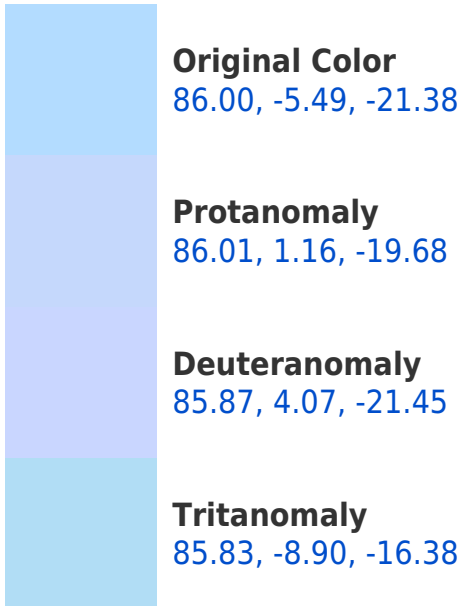 Original Color
86.00, -5.49, -21.38
Protanomaly
86.01, 1.16, -19.68
Deuteranomaly
85.87, 4.07, -21.45
Tritanomaly
85.83, -8.90, -16.38